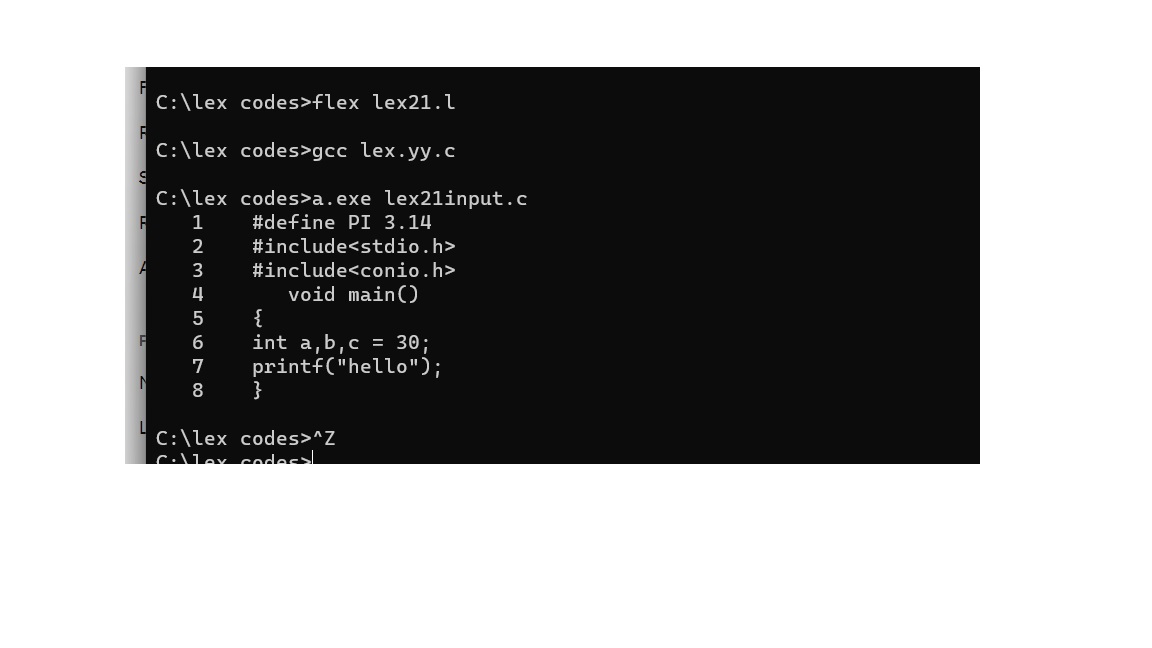 C:\lex codes>flex lex21.l
C:\lex codes>gcc lex.yy.c
C:\lex codes>a.exe lex21input.c
1    #define PI 3.14
2    #include<stdio.h>
3    #include<conio.h>
4       void main()
5    {
6    int a,b,c = 30;
7    printf("hello");
8    }
C:\lex codes>^Z
C:\lex codes>